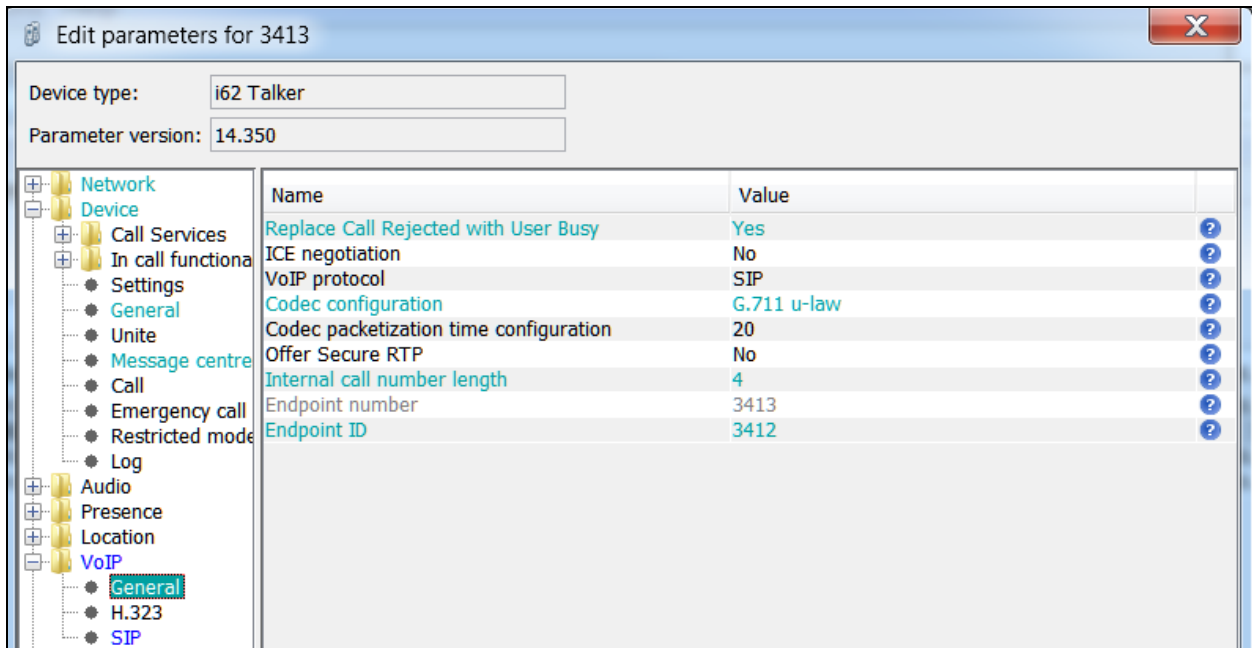 Edit parameters for 3413
X
Device type: i62 Talker
Parameter version: 14.350
Network
Device
Call Services
In call functiona
Settings
General
Unite
Message centre
Call
Emergency call
Restricted mode
Log
Audio
Presence
Location
VoIP
General
H.323
SIP
Name Value
Replace Call Rejected with User Busy Yes ?
ICE negotiation No ?
VoIP protocol SIP ?
Codec configuration G.711 u-law ?
Codec packetization time configuration 20 ?
Offer Secure RTP No ?
Internal call number length 4 ?
Endpoint number 3413 ?
Endpoint ID 3412 ?